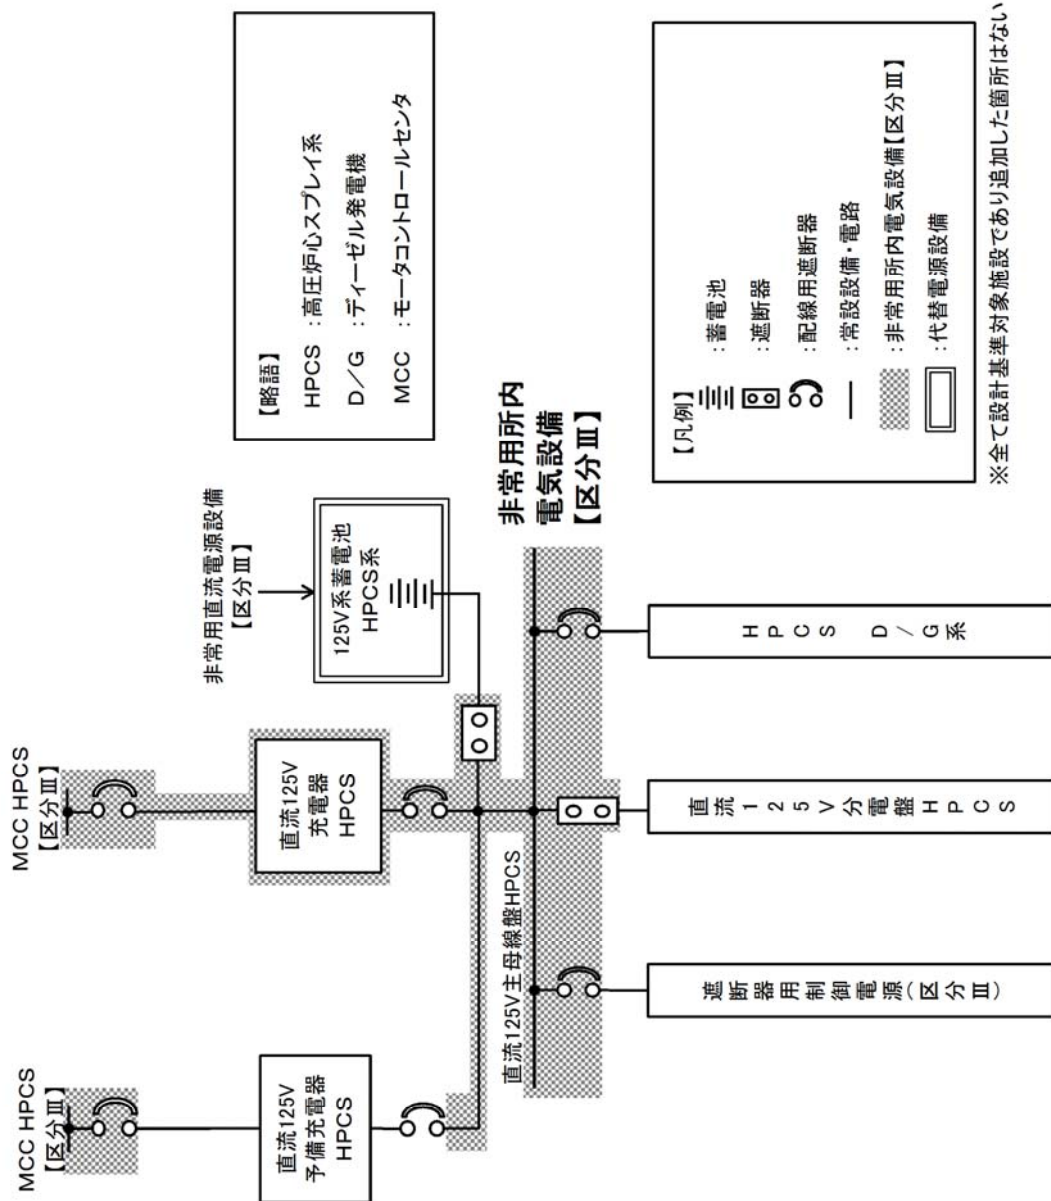 MCC HPCS
【区分Ⅲ】
MCC HPCS
【区分Ⅲ】
直流125V
予備充電器
HPCS
直流125V
充電器
HPCS
非常用直流電源設備
【区分Ⅲ】
125V系蓄電池
HPCS系
直流125V主母線盤HPCS
非常用所内
電気設備
【区分Ⅲ】
遮断器用制御電源(区分Ⅲ)
直流125V分電盤HPCS
HPCS D/G系
【略語】
HPCS :高圧炉心スプレイ系
D/G :ディーゼル発電機
MCC :モータコントロールセンタ
【凡例】
:蓄電池
:遮断器
:配線用遮断器
:常設設備・電路
:非常用所内電気設備【区分Ⅲ】
:代替電源設備
※全て設計基準対象施設であり追加した箇所はない